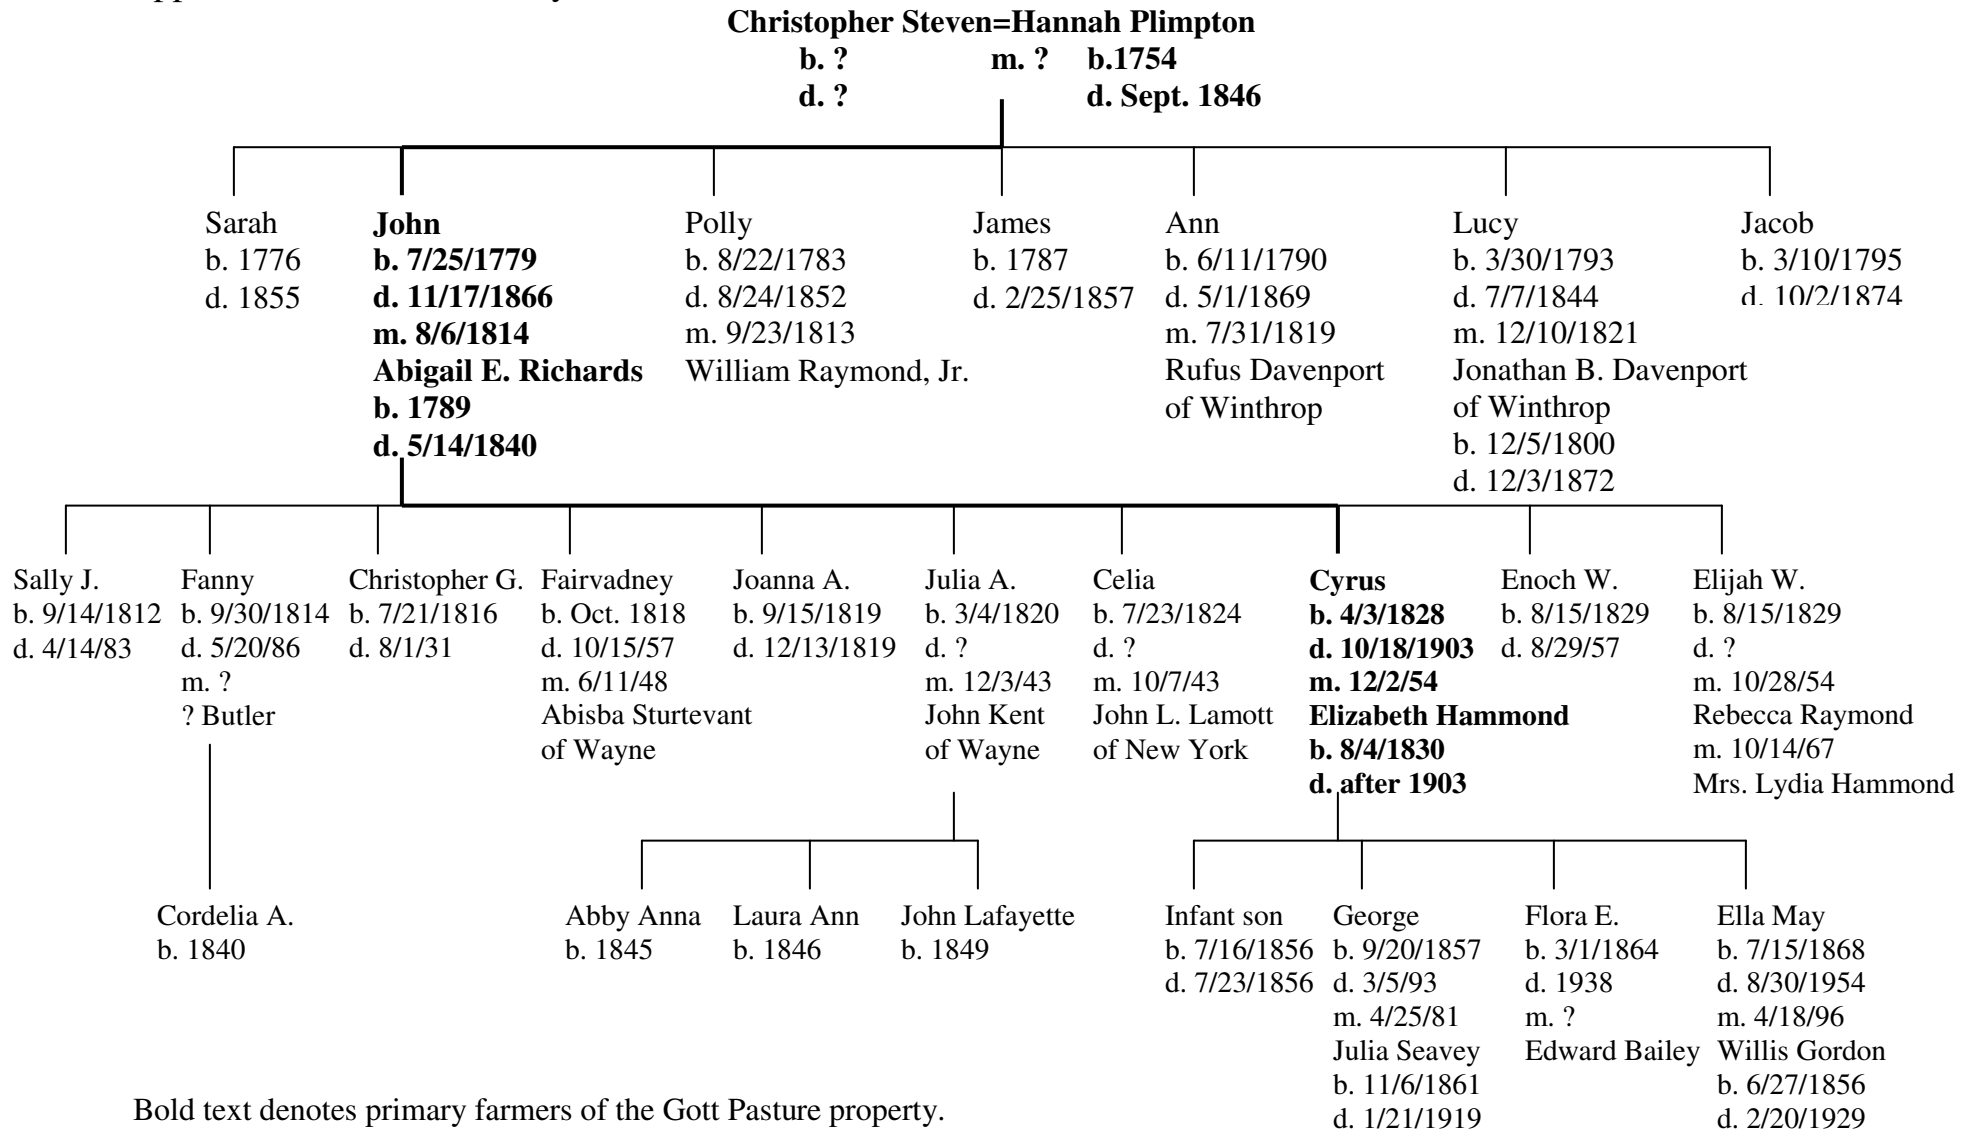 Christopher Steven=Hannah Plimpton
b. ? m. ? b.1754
d. ? d. Sept. 1846
Sarah
b. 1776
d. 1855
John
b. 7/25/1779
d. 11/17/1866
m. 8/6/1814
Abigail E. Richards
b. 1789
d. 5/14/1840
Polly
b. 8/22/1783
d. 8/24/1852
m. 9/23/1813
William Raymond, Jr.
James
b. 1787
d. 2/25/1857
Ann
b. 6/11/1790
d. 5/1/1869
m. 7/31/1819
Rufus Davenport
of Winthrop
Lucy
b. 3/30/1793
d. 7/7/1844
m. 12/10/1821
Jonathan B. Davenport
of Winthrop
b. 12/5/1800
d. 12/3/1872
Jacob
b. 3/10/1795
d. 10/2/1874
Sally J.
b. 9/14/1812
d. 4/14/83
Fanny
b. 9/30/1814
d. 5/20/86
m. ?
? Butler
Christopher G.
b. 7/21/1816
d. 8/1/31
Fairvadney
b. Oct. 1818
d. 10/15/57
m. 6/11/48
Abisba Sturtevant
of Wayne
Joanna A.
b. 9/15/1819
d. 12/13/1819
Julia A.
b. 3/4/1820
d. ?
m. 12/3/43
John Kent
of Wayne
Celia
b. 7/23/1824
d. ?
m. 10/7/43
John L. Lamott
of New York
Cyrus
b. 4/3/1828
d. 10/18/1903
m. 12/2/54
Elizabeth Hammond
b. 8/4/1830
d. after 1903
Enoch W.
b. 8/15/1829
d. 8/29/57
Elijah W.
b. 8/15/1829
d. ?
m. 10/28/54
Rebecca Raymond
m. 10/14/67
Mrs. Lydia Hammond
Cordelia A.
b. 1840
Abby Anna
b. 1845
Laura Ann
b. 1846
John Lafayette
b. 1849
Infant son
b. 7/16/1856
d. 7/23/1856
George
b. 9/20/1857
d. 3/5/93
m. 4/25/81
Julia Seavey
b. 11/6/1861
d. 1/21/1919
Flora E.
b. 3/1/1864
d. 1938
m. ?
Edward Bailey
Ella May
b. 7/15/1868
d. 8/30/1954
m. 4/18/96
Willis Gordon
b. 6/27/1856
d. 2/20/1929
Bold text denotes primary farmers of the Gott Pasture property.